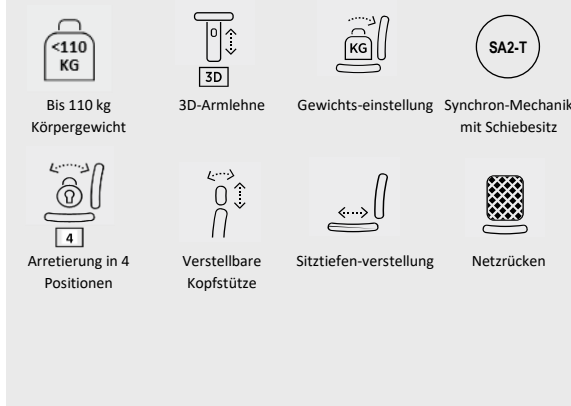 <110
KG
3D
KG
SA2-T
Bis 110 kg
Körpergewicht
3D-Armlehne
Gewichts-einstellung
Synchron-Mechanik
mit Schiebesitz
4
Arretierung in 4
Positionen
Verstellbare
Kopfstütze
Sitztiefen-verstellung
Netzrücken